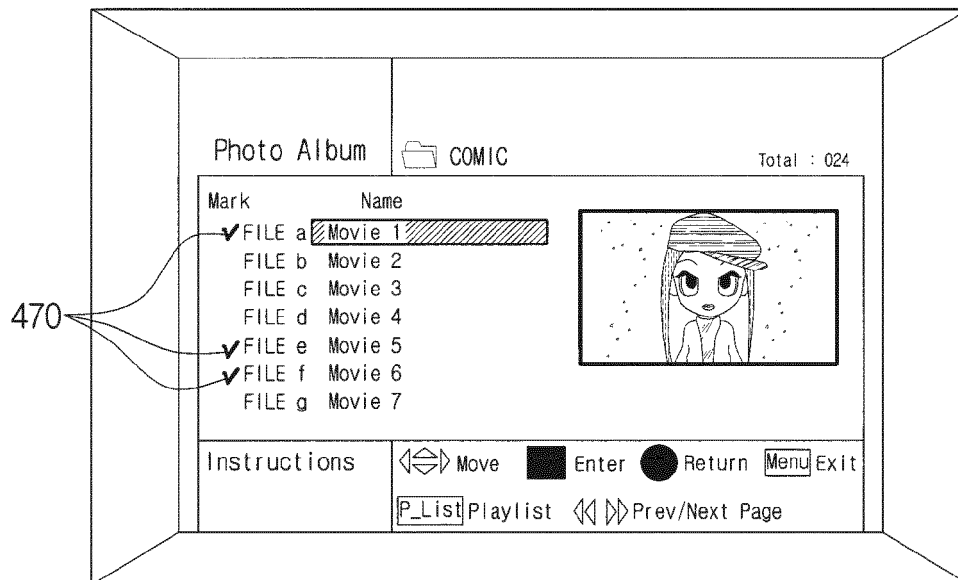 Photo Album COMIC Total : 024
Mark Name
FILE a Movie 1
FILE b Movie 2
FILE c Movie 3
FILE d Movie 4
470
FILE e Movie 5
FILE f Movie 6
FILE g Movie 7
Instructions Move Enter Return Menu Exit
P_List Playlist Prev/Next Page